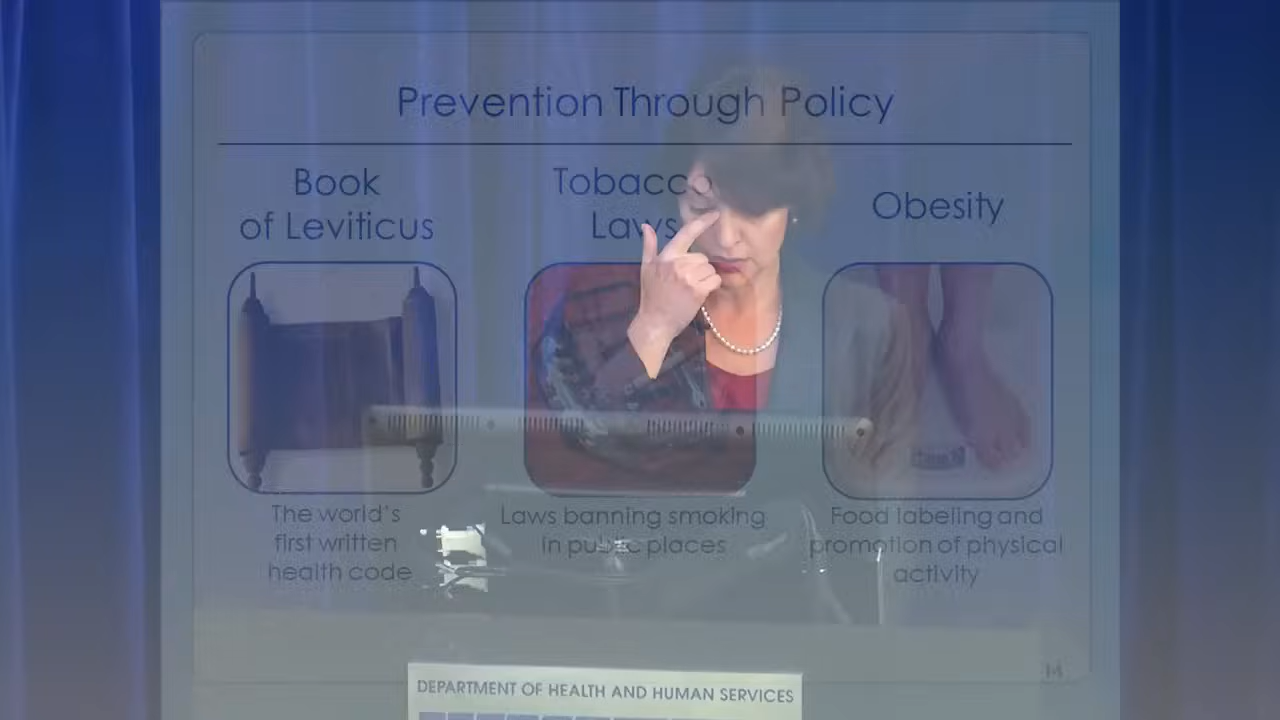 Prevention Through Policy
Book
of Leviticus
Tobacco
Laws
Obesity
The world's
first written
health code
Laws banning smoking
in public places
Food labeling and
promotion of physical
activity
M
DEPARTMENT OF HEALTH AND HUMAN SERVICES